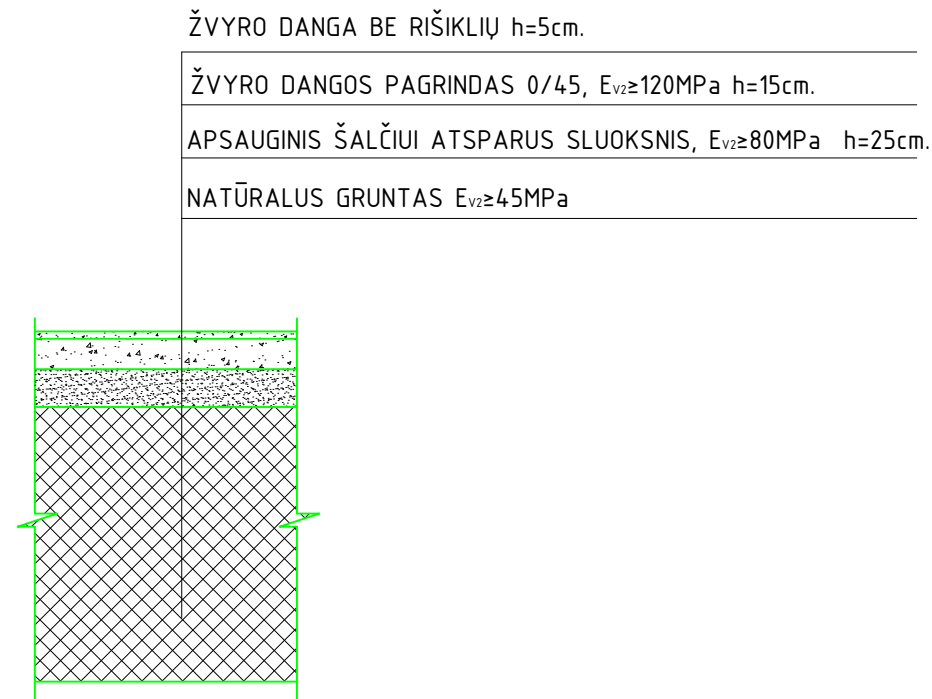 ŽVYRO DANGA BE RIŠIKLIŲ h=5cm.
ŽVYRO DANGOS PAGRINDAS 0/45, Ev2≥120MPa h=15cm.
APSAUGINIS ŠALČIUI ATSPARUS SLUOKSNIS, Ev2≥80MPa h=25cm.
NATŪRALUS GRUNTAS Ev2≥45MPa